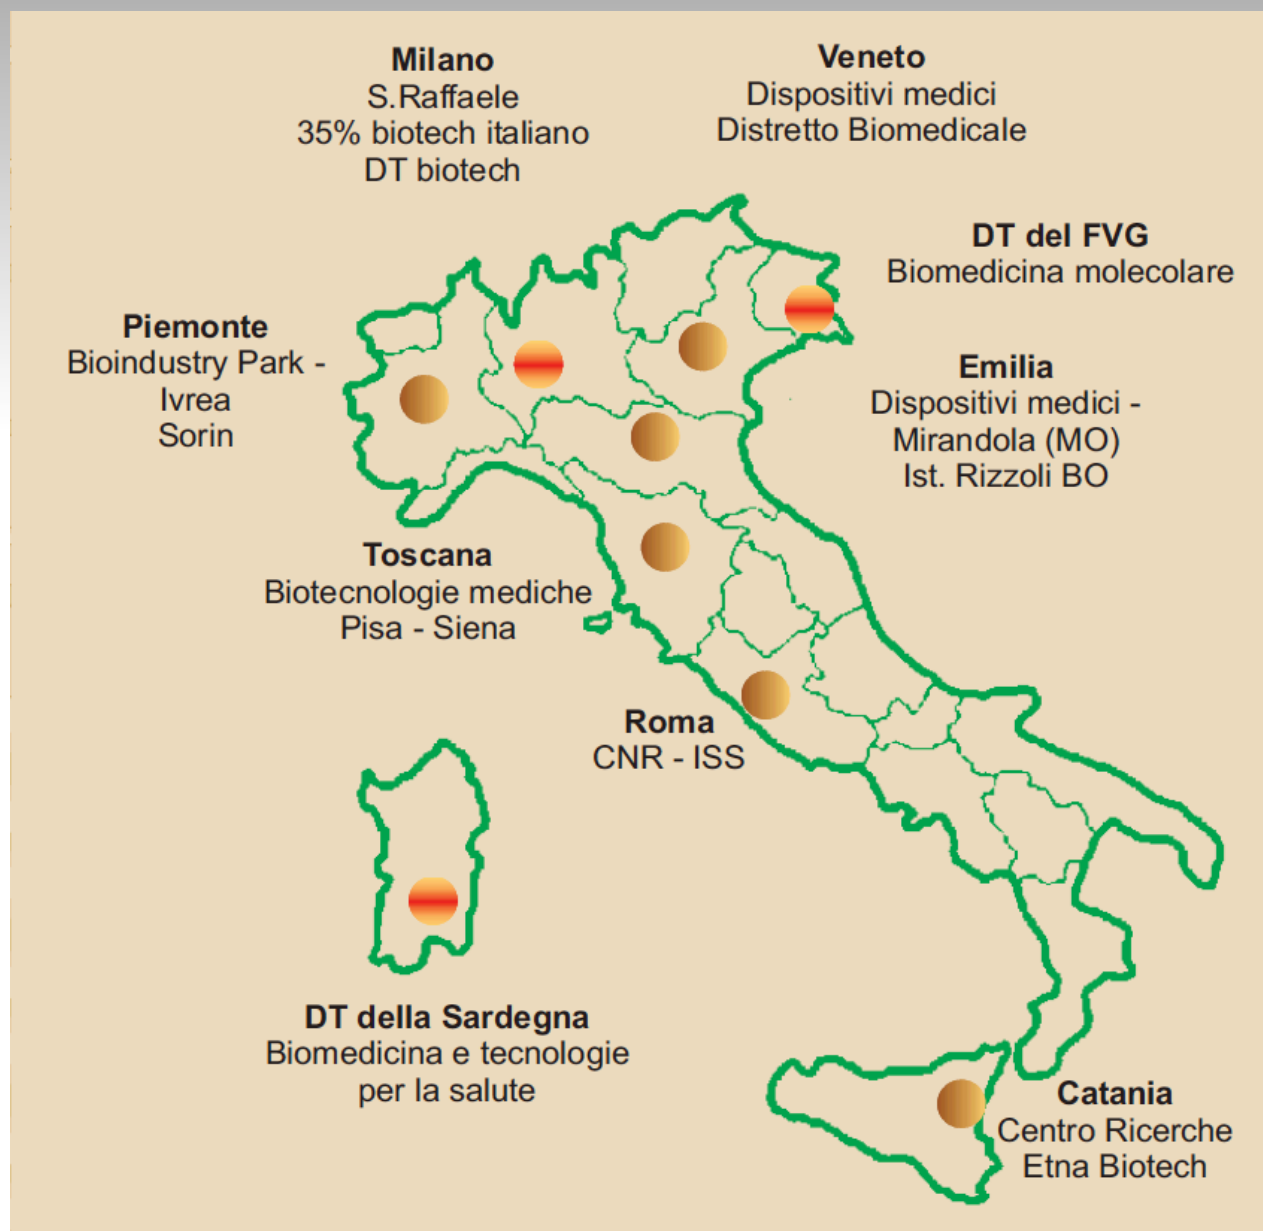 Milano
S.Raffaele
35% biotech italiano
DT biotech
Veneto
Dispositivi medici
Distretto Biomedicale
DT del FVG
Biomedicina molecolare
Piemonte
Bioindustry Park -
Ivrea
Sorin
Emilia
Dispositivi medici -
Mirandola (MO)
Ist. Rizzoli BO
Toscana
Biotecnologie mediche
Pisa - Siena
Roma
CNR - ISS
DT della Sardegna
Biomedicina e tecnologie
per la salute
Catania
Centro Ricerche
Etna Biotech